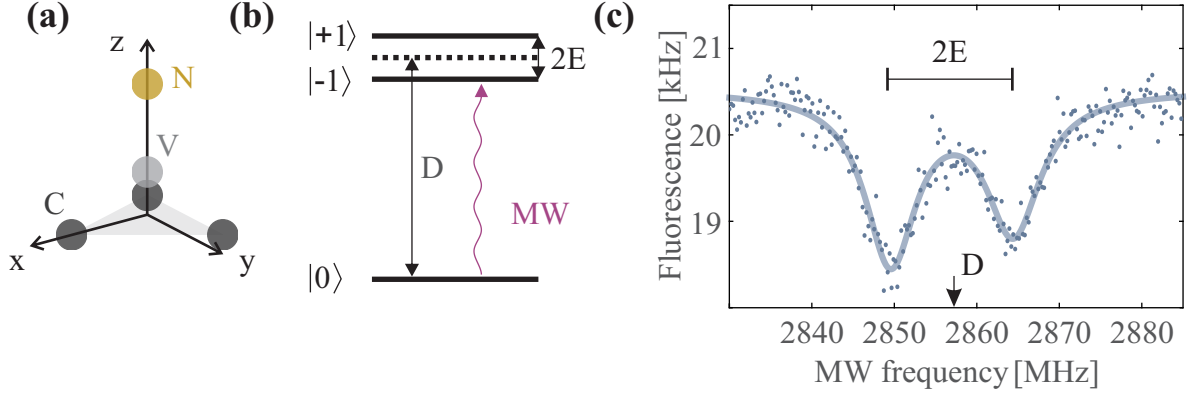 (a)
z
N
V
C
x
y
(b)
|+1⟩
2E
|-1⟩
D
MW
|0⟩
(c)
21
2E
20
19
D
Fluorescence [kHz]
2840 2850 2860 2870 2880
MW frequency [MHz]